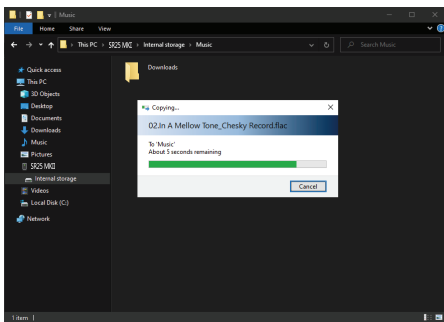 Music
File Home Share View
This PC SR25 MKII Internal storage Music
Search Music
Quick access
This PC
3D Objects
Desktop
Documents
Downloads
Music
Pictures
SR25 MKII
Internal storage
Videos
Local Disk (C:)
Network
Downloads
Copying...
02.In A Mellow Tone_Chesky Record.flac
To 'Music'
About 5 seconds remaining
Cancel
1 item